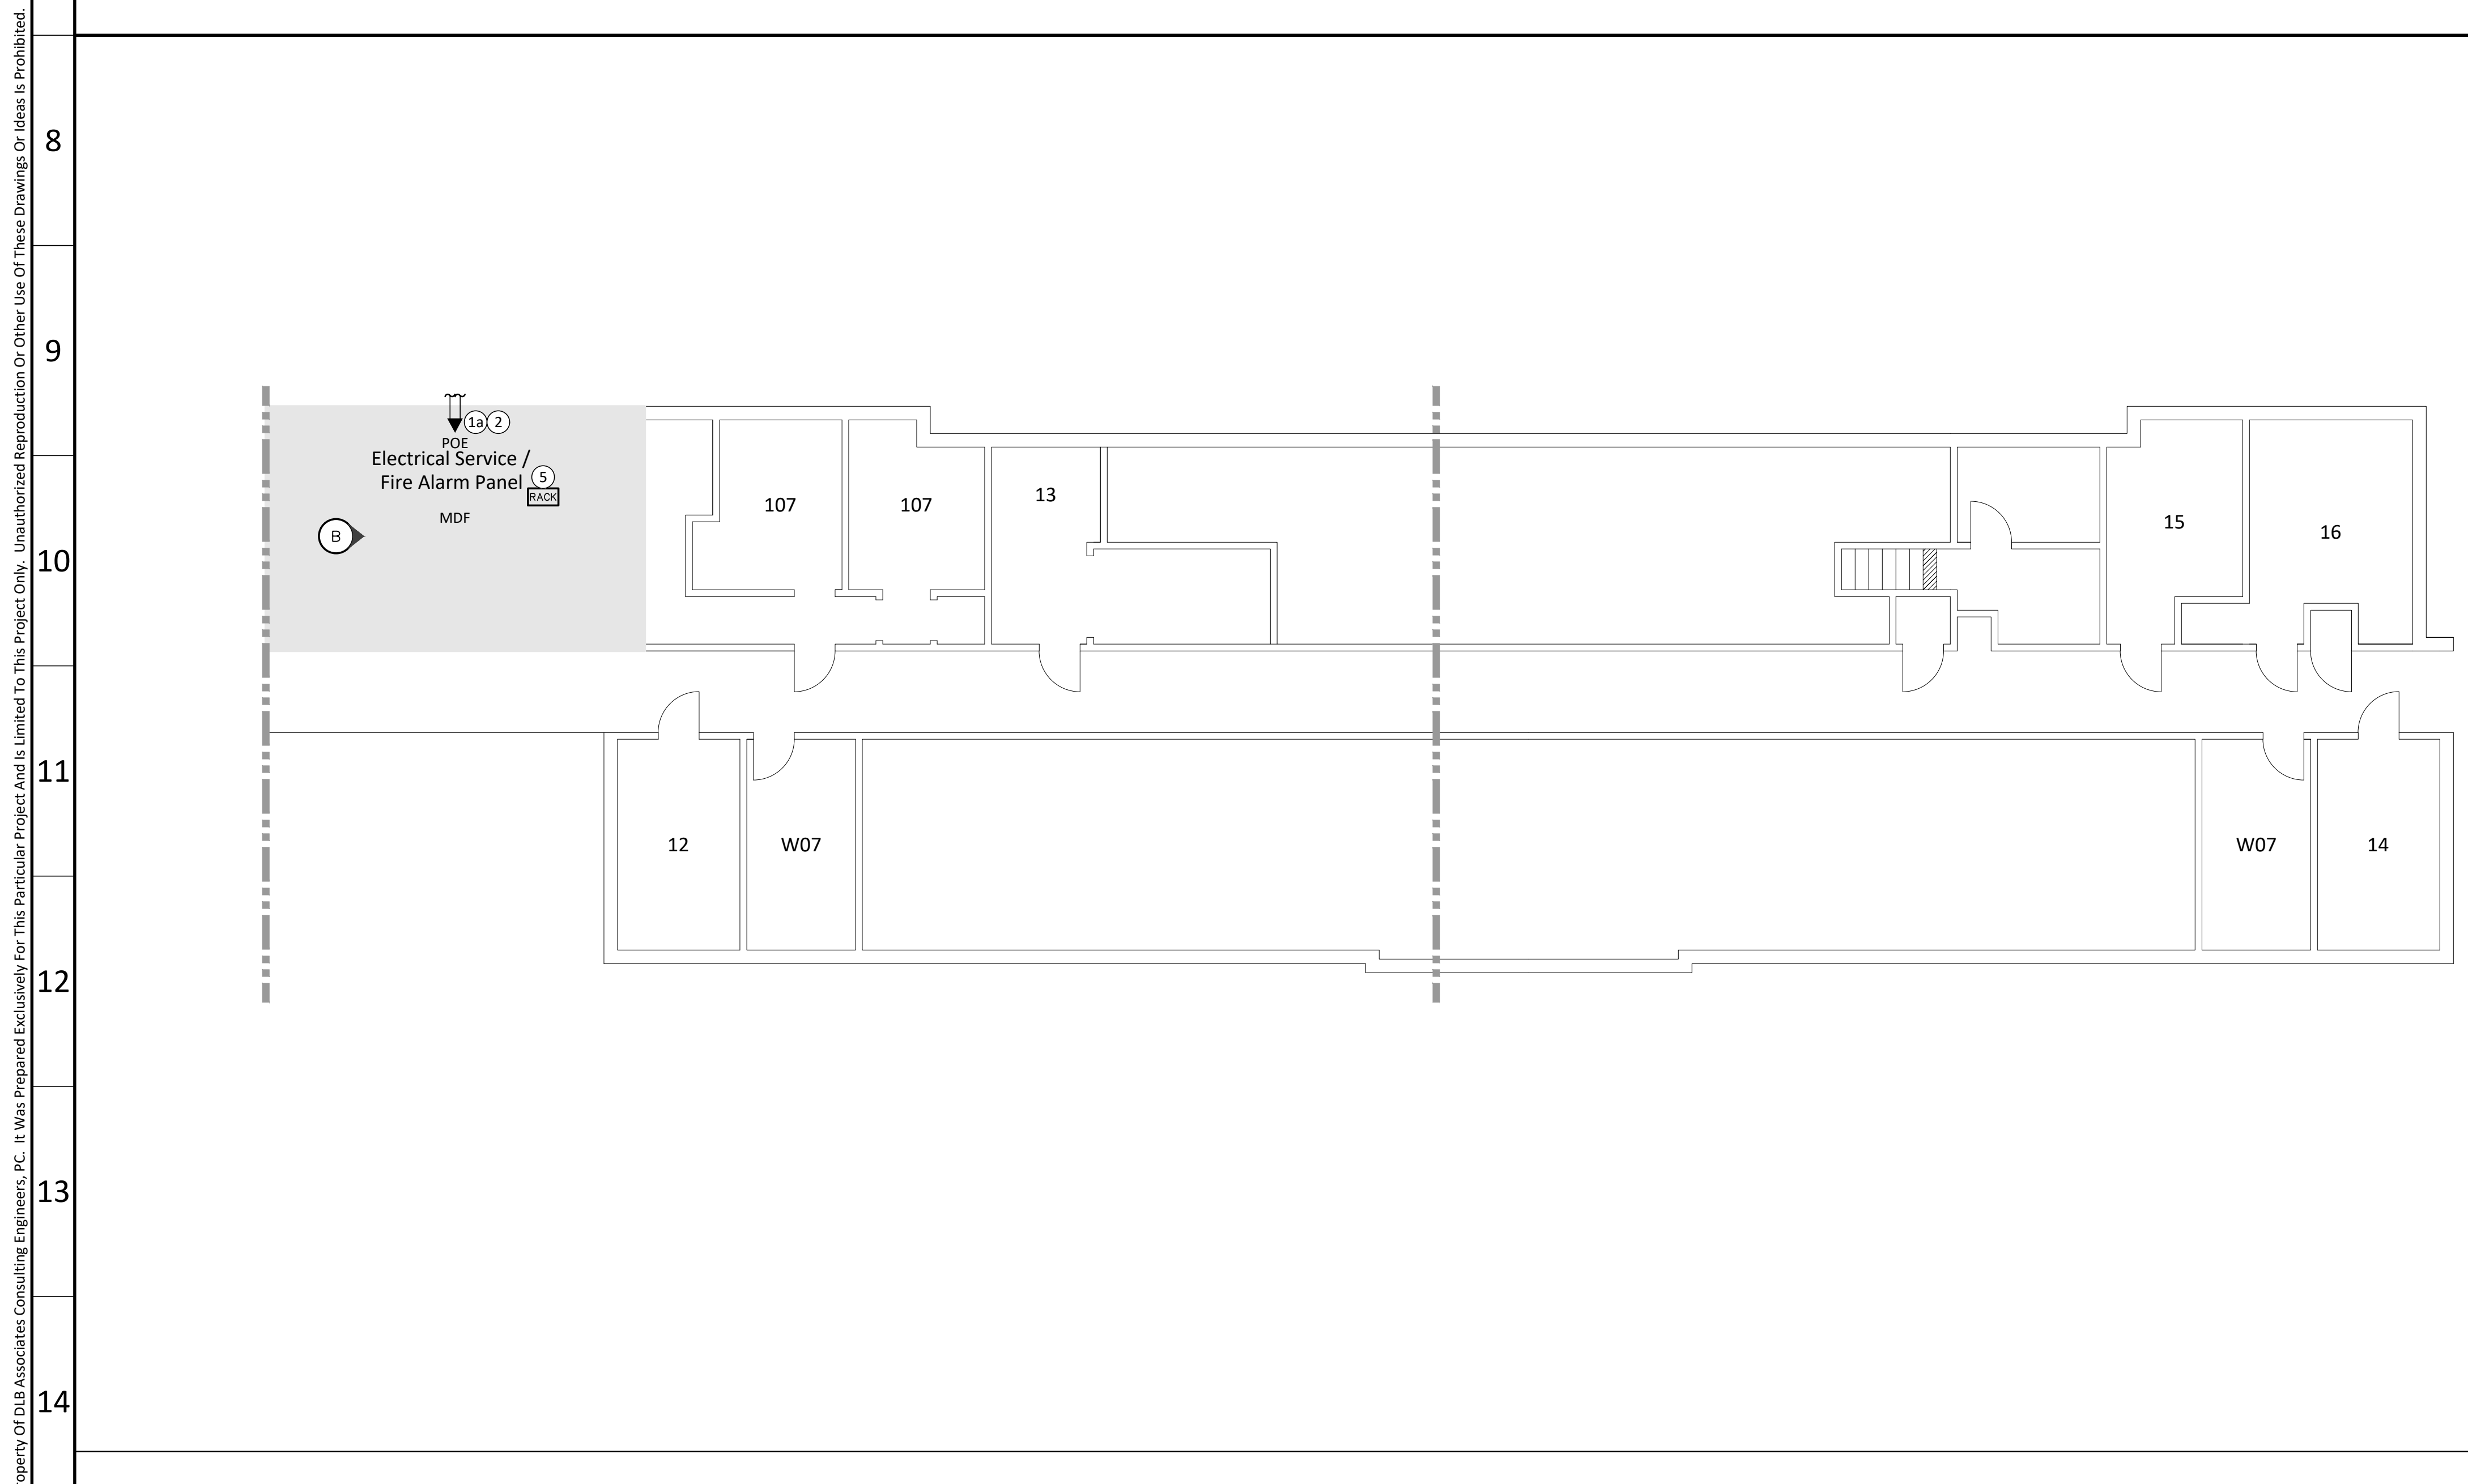 operty Of DLB Associates Consulting Engineers, PC. It Was Prepared Exclusively For This Particular Project And Is Limited To This Project Only. Unauthorized Reproduction Or Other Use Of These Drawings Or Ideas Is Prohibited.
8
9
10
11
12
13
14
1a 2
POE
Electrical Service /
Fire Alarm Panel
5
RACK
MDF
B
107
107
13
15
16
12
W07
W07
14